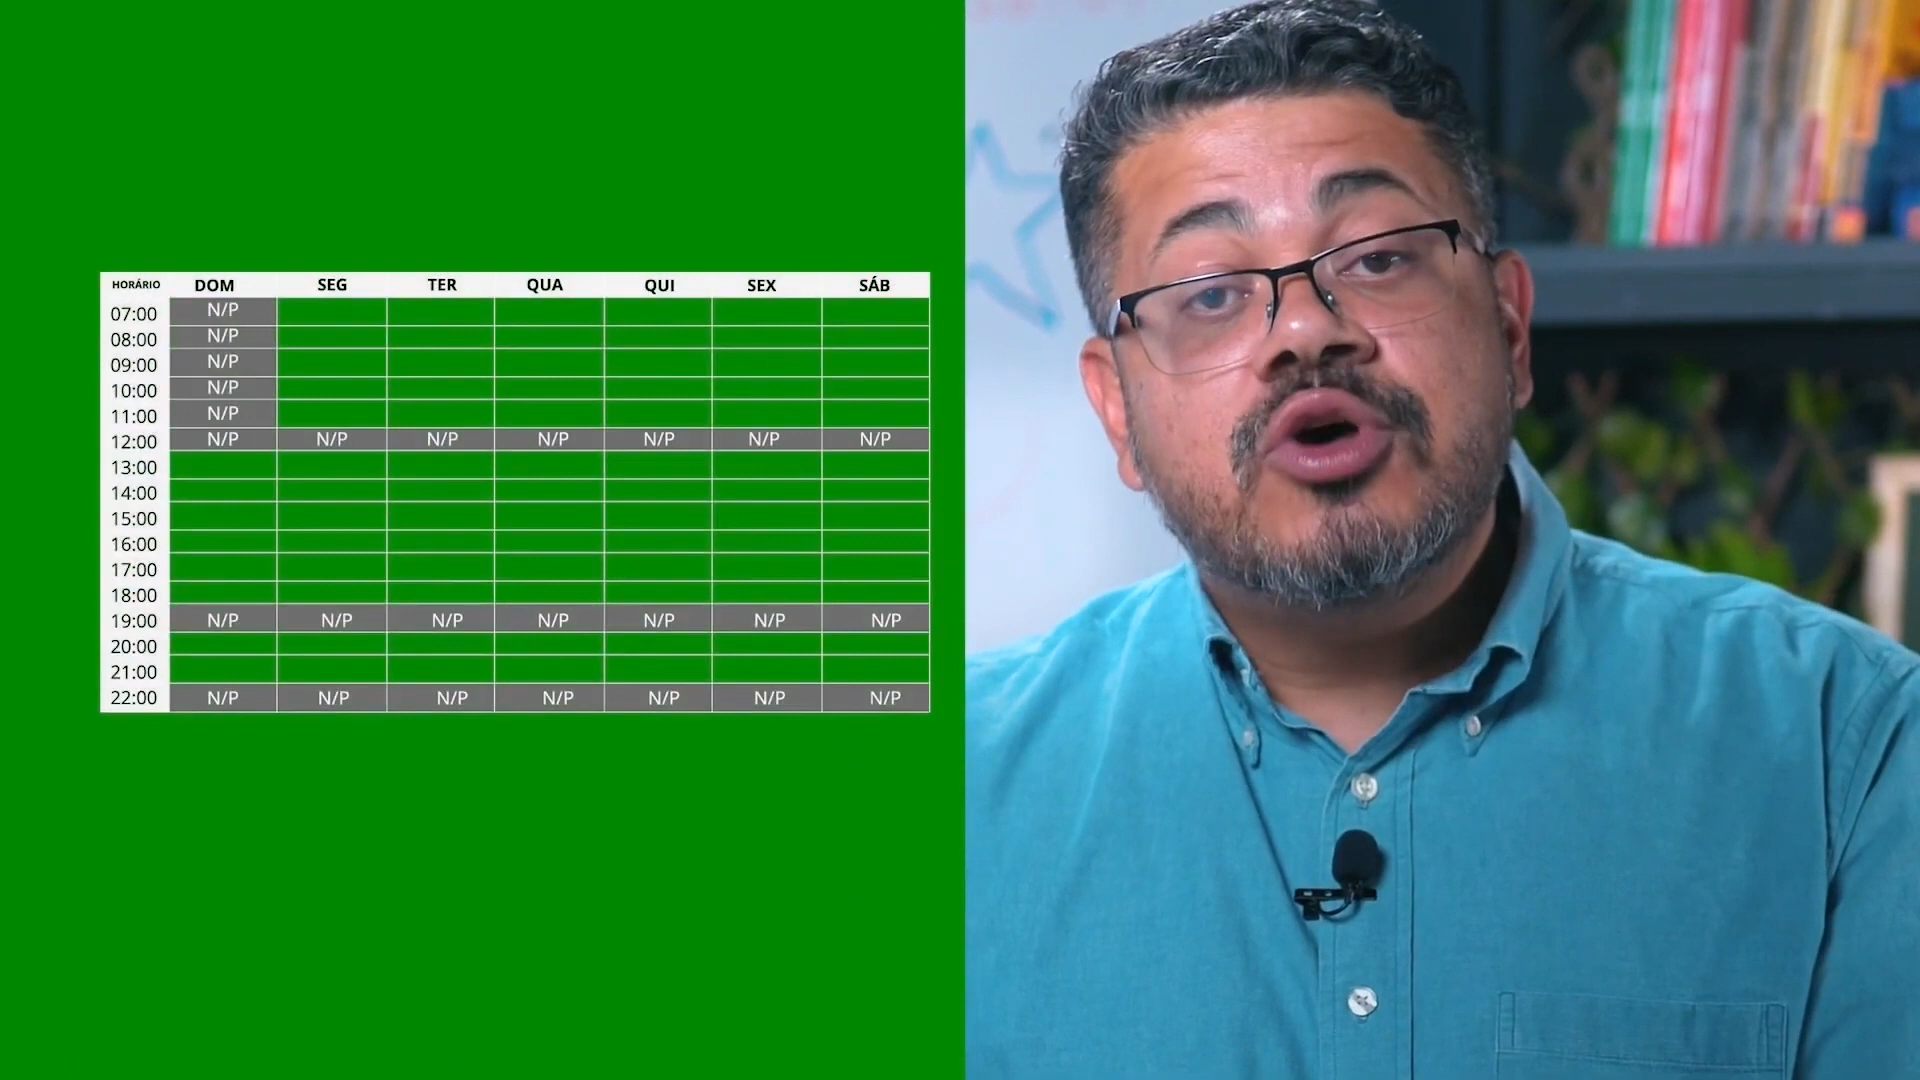 HORÁRIO DOM SEG TER QUA QUI SEX SÁB
07:00 N/P
08:00 N/P
09:00 N/P
10:00 N/P
11:00 N/P
12:00 N/P N/P N/P N/P N/P N/P N/P
13:00
14:00
15:00
16:00
17:00
18:00
19:00 N/P N/P N/P N/P N/P N/P N/P
20:00
21:00
22:00 N/P N/P N/P N/P N/P N/P N/P